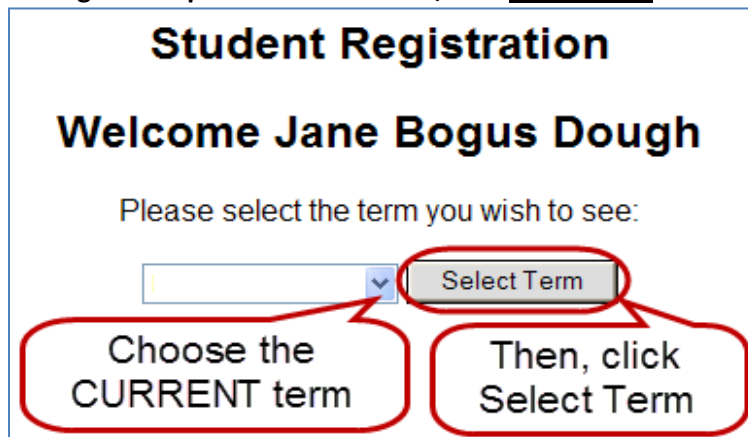 Student Registration
Welcome Jane Bogus Dough
Please select the term you wish to see:
Select Term
Choose the
CURRENT term
Then, click
Select Term